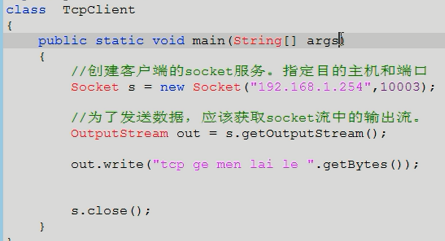 class TcpClient
{
public static void main(String[] args)
{
//创建客户端的socket服务。指定目的主机和端口
Socket s = new Socket("192.168.1.254",10003);
//为了发送数据，应该获取socket流中的输出流。
OutputStream out = s.getOutputStream();
out.write("tcp ge men lai le ".getBytes());
s.close();
}
}